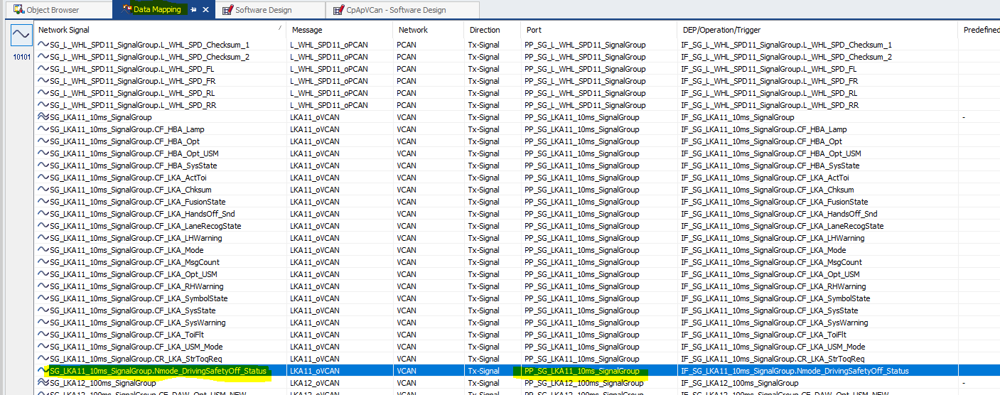 Object Browser Data Mapping Software Design CpApVCan - Software Design
Network Signal Message Network Direction Port DEP/Operation/Trigger Predefined
SG_L_WHL_SPD11_SignalGroup.L_WHL_SPD_Checksum_1 L_WHL_SPD11_oPCAN PCAN Tx-Signal PP_SG_L_WHL_SPD11_SignalGroup IF_SG_L_WHL_SPD11_SignalGroup.L_WHL_SPD_Checksum_1
10101 SG_L_WHL_SPD11_SignalGroup.L_WHL_SPD_Checksum_2 L_WHL_SPD11_oPCAN PCAN Tx-Signal PP_SG_L_WHL_SPD11_SignalGroup IF_SG_L_WHL_SPD11_SignalGroup.L_WHL_SPD_Checksum_2
SG_L_WHL_SPD11_SignalGroup.L_WHL_SPD_FL L_WHL_SPD11_oPCAN PCAN Tx-Signal PP_SG_L_WHL_SPD11_SignalGroup IF_SG_L_WHL_SPD11_SignalGroup.L_WHL_SPD_FL
SG_L_WHL_SPD11_SignalGroup.L_WHL_SPD_FR L_WHL_SPD11_oPCAN PCAN Tx-Signal PP_SG_L_WHL_SPD11_SignalGroup IF_SG_L_WHL_SPD11_SignalGroup.L_WHL_SPD_FR
SG_L_WHL_SPD11_SignalGroup.L_WHL_SPD_RL L_WHL_SPD11_oPCAN PCAN Tx-Signal PP_SG_L_WHL_SPD11_SignalGroup IF_SG_L_WHL_SPD11_SignalGroup.L_WHL_SPD_RL
SG_L_WHL_SPD11_SignalGroup.L_WHL_SPD_RR L_WHL_SPD11_oPCAN PCAN Tx-Signal PP_SG_L_WHL_SPD11_SignalGroup IF_SG_L_WHL_SPD11_SignalGroup.L_WHL_SPD_RR
SG_LKA11_10ms_SignalGroup LKA11_oVCAN VCAN Tx-Signal PP_SG_LKA11_10ms_SignalGroup IF_SG_LKA11_10ms_SignalGroup -
SG_LKA11_10ms_SignalGroup.CF_HBA_Lamp LKA11_oVCAN VCAN Tx-Signal PP_SG_LKA11_10ms_SignalGroup IF_SG_LKA11_10ms_SignalGroup.CF_HBA_Lamp
SG_LKA11_10ms_SignalGroup.CF_HBA_Opt LKA11_oVCAN VCAN Tx-Signal PP_SG_LKA11_10ms_SignalGroup IF_SG_LKA11_10ms_SignalGroup.CF_HBA_Opt
SG_LKA11_10ms_SignalGroup.CF_HBA_Opt_USM LKA11_oVCAN VCAN Tx-Signal PP_SG_LKA11_10ms_SignalGroup IF_SG_LKA11_10ms_SignalGroup.CF_HBA_Opt_USM
SG_LKA11_10ms_SignalGroup.CF_HBA_SysState LKA11_oVCAN VCAN Tx-Signal PP_SG_LKA11_10ms_SignalGroup IF_SG_LKA11_10ms_SignalGroup.CF_HBA_SysState
SG_LKA11_10ms_SignalGroup.CF_LKA_ActToi LKA11_oVCAN VCAN Tx-Signal PP_SG_LKA11_10ms_SignalGroup IF_SG_LKA11_10ms_SignalGroup.CF_LKA_ActToi
SG_LKA11_10ms_SignalGroup.CF_LKA_Chksum LKA11_oVCAN VCAN Tx-Signal PP_SG_LKA11_10ms_SignalGroup IF_SG_LKA11_10ms_SignalGroup.CF_LKA_Chksum
SG_LKA11_10ms_SignalGroup.CF_LKA_FusionState LKA11_oVCAN VCAN Tx-Signal PP_SG_LKA11_10ms_SignalGroup IF_SG_LKA11_10ms_SignalGroup.CF_LKA_FusionState
SG_LKA11_10ms_SignalGroup.CF_LKA_HandsOff_Snd LKA11_oVCAN VCAN Tx-Signal PP_SG_LKA11_10ms_SignalGroup IF_SG_LKA11_10ms_SignalGroup.CF_LKA_HandsOff_Snd
SG_LKA11_10ms_SignalGroup.CF_LKA_LaneRecogState LKA11_oVCAN VCAN Tx-Signal PP_SG_LKA11_10ms_SignalGroup IF_SG_LKA11_10ms_SignalGroup.CF_LKA_LaneRecogState
SG_LKA11_10ms_SignalGroup.CF_LKA_LHWarning LKA11_oVCAN VCAN Tx-Signal PP_SG_LKA11_10ms_SignalGroup IF_SG_LKA11_10ms_SignalGroup.CF_LKA_LHWarning
SG_LKA11_10ms_SignalGroup.CF_LKA_Mode LKA11_oVCAN VCAN Tx-Signal PP_SG_LKA11_10ms_SignalGroup IF_SG_LKA11_10ms_SignalGroup.CF_LKA_Mode
SG_LKA11_10ms_SignalGroup.CF_LKA_MsgCount LKA11_oVCAN VCAN Tx-Signal PP_SG_LKA11_10ms_SignalGroup IF_SG_LKA11_10ms_SignalGroup.CF_LKA_MsgCount
SG_LKA11_10ms_SignalGroup.CF_LKA_Opt_USM LKA11_oVCAN VCAN Tx-Signal PP_SG_LKA11_10ms_SignalGroup IF_SG_LKA11_10ms_SignalGroup.CF_LKA_Opt_USM
SG_LKA11_10ms_SignalGroup.CF_LKA_RHWarning LKA11_oVCAN VCAN Tx-Signal PP_SG_LKA11_10ms_SignalGroup IF_SG_LKA11_10ms_SignalGroup.CF_LKA_RHWarning
SG_LKA11_10ms_SignalGroup.CF_LKA_SymbolState LKA11_oVCAN VCAN Tx-Signal PP_SG_LKA11_10ms_SignalGroup IF_SG_LKA11_10ms_SignalGroup.CF_LKA_SymbolState
SG_LKA11_10ms_SignalGroup.CF_LKA_SysState LKA11_oVCAN VCAN Tx-Signal PP_SG_LKA11_10ms_SignalGroup IF_SG_LKA11_10ms_SignalGroup.CF_LKA_SysState
SG_LKA11_10ms_SignalGroup.CF_LKA_SysWarning LKA11_oVCAN VCAN Tx-Signal PP_SG_LKA11_10ms_SignalGroup IF_SG_LKA11_10ms_SignalGroup.CF_LKA_SysWarning
SG_LKA11_10ms_SignalGroup.CF_LKA_ToiFlt LKA11_oVCAN VCAN Tx-Signal PP_SG_LKA11_10ms_SignalGroup IF_SG_LKA11_10ms_SignalGroup.CF_LKA_ToiFlt
SG_LKA11_10ms_SignalGroup.CF_LKA_USM_Mode LKA11_oVCAN VCAN Tx-Signal PP_SG_LKA11_10ms_SignalGroup IF_SG_LKA11_10ms_SignalGroup.CF_LKA_USM_Mode
SG_LKA11_10ms_SignalGroup.CR_LKA_StrToqReq LKA11_oVCAN VCAN Tx-Signal PP_SG_LKA11_10ms_SignalGroup IF_SG_LKA11_10ms_SignalGroup.CR_LKA_StrToqReq
SG_LKA11_10ms_SignalGroup.Nmode_DrivingSafetyOff_Status LKA11_oVCAN VCAN Tx-Signal PP_SG_LKA11_10ms_SignalGroup IF_SG_LKA11_10ms_SignalGroup.Nmode_DrivingSafetyOff_Status
SG_LKA12_100ms_SignalGroup LKA12_oVCAN VCAN Tx-Signal PP_SG_LKA12_100ms_SignalGroup IF_SG_LKA12_100ms_SignalGroup -
SG_LKA12_100ms_SignalGroup.CF_DAW_Opt_USM_NEW LKA12_oVCAN VCAN Tx-Signal PP_SG_LKA12_100ms_SignalGroup IF_SG_LKA12_100ms_SignalGroup.CF_DAW_Opt_USM_NEW